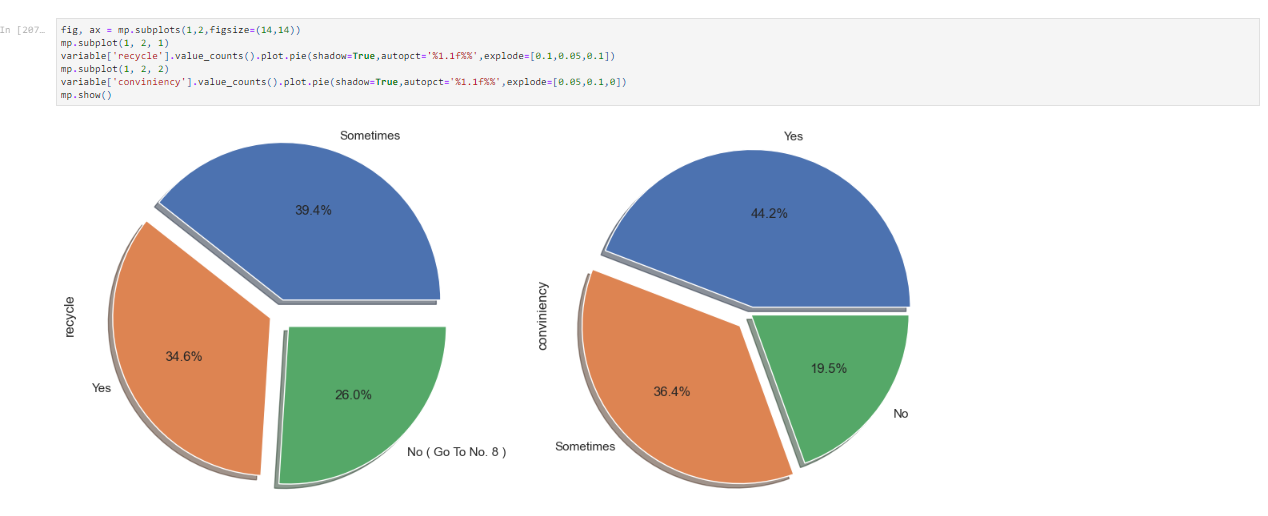 In [207…
fig, ax = mp.subplots(1,2,figsize=(14,14))
mp.subplot(1, 2, 1)
variable['recycle'].value_counts().plot.pie(shadow=True,autopct='%1.1f%%',explode=[0.1,0.05,0.1])
mp.subplot(1, 2, 2)
variable['conviniency'].value_counts().plot.pie(shadow=True,autopct='%1.1f%%',explode=[0.05,0.1,0])
mp.show()
Sometimes
39.4%
recycle
34.6%
Yes
26.0%
No ( Go To No. 8 )
Yes
44.2%
conviniency
19.5%
36.4%
No
Sometimes